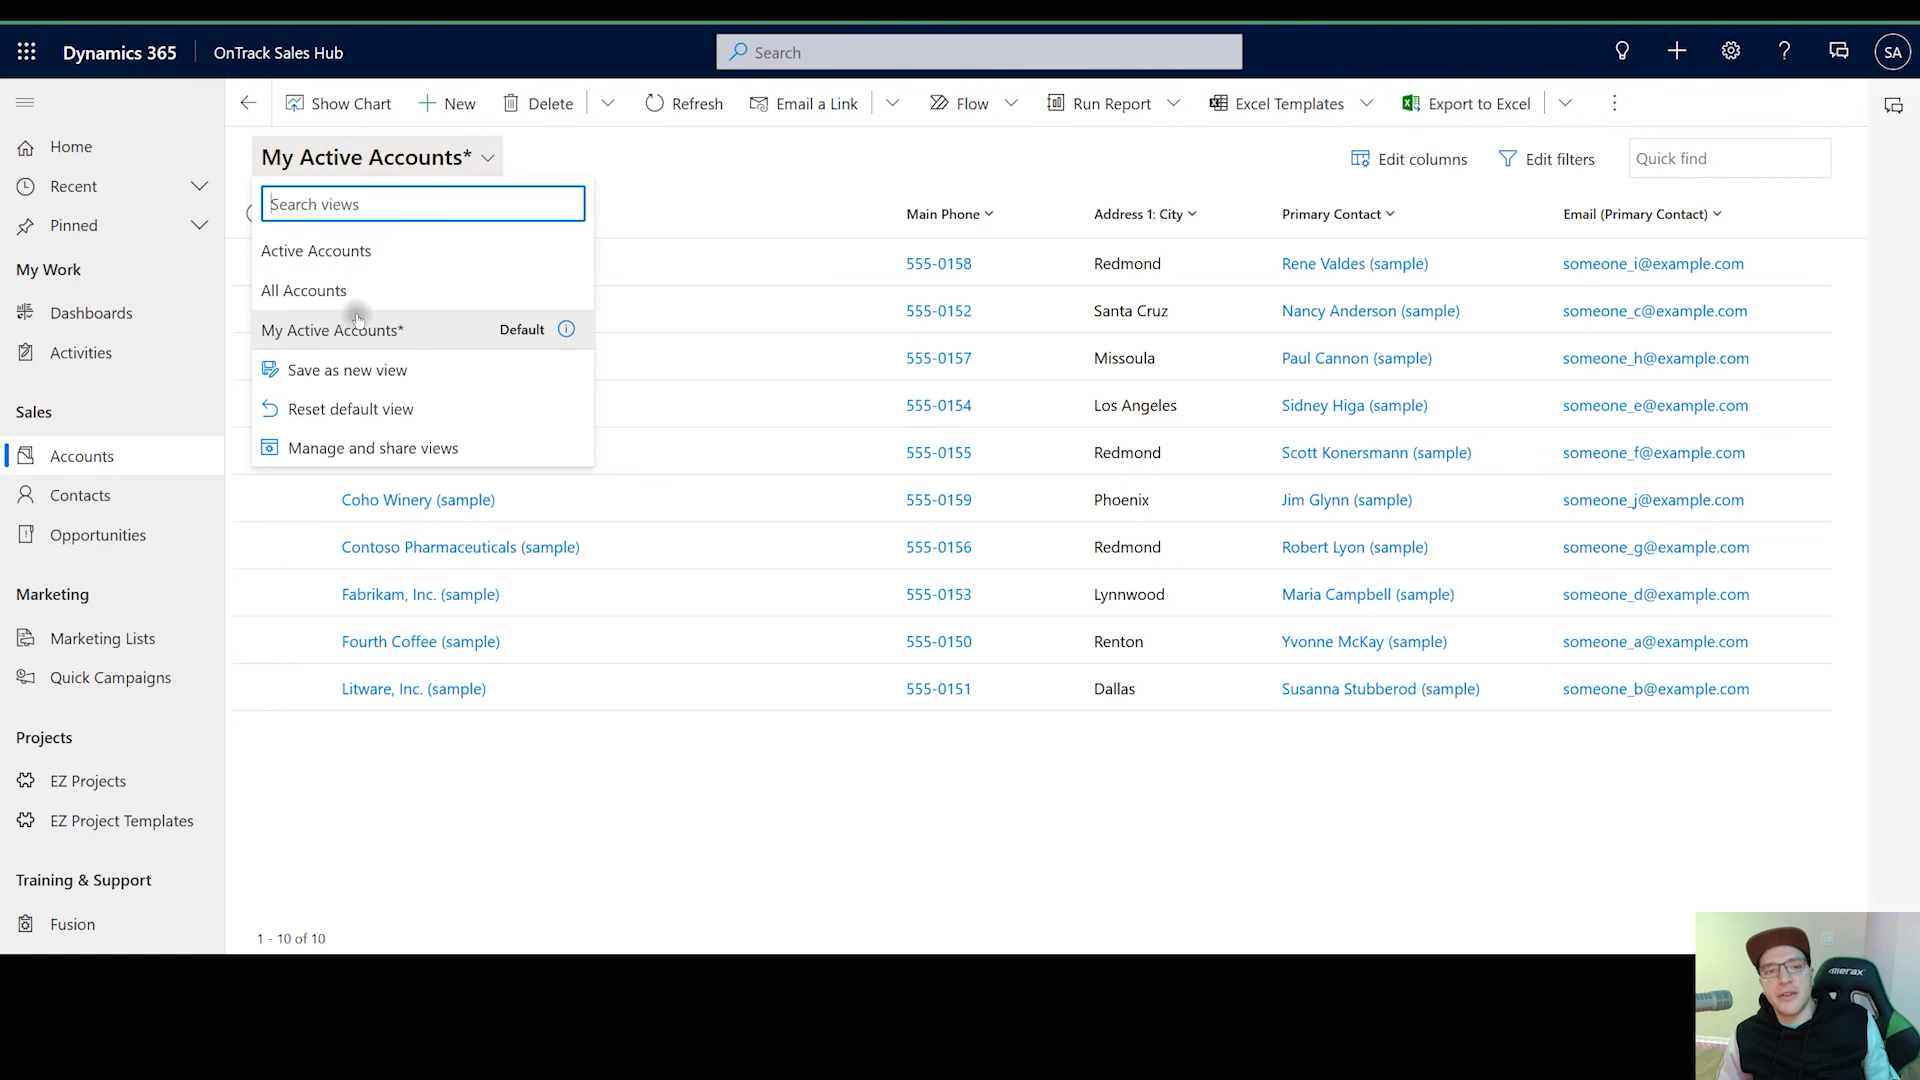 Dynamics 365 OnTrack Sales Hub Search SA
Show Chart New Delete Refresh Email a Link Flow Run Report Excel Templates Export to Excel
Home
Recent
Pinned
My Work
Dashboards
Activities
Sales
Accounts
Contacts
Opportunities
Marketing
Marketing Lists
Quick Campaigns
Projects
EZ Projects
EZ Project Templates
Training & Support
Fusion
My Active Accounts* Edit columns Edit filters Quick find
Search views
Active Accounts
All Accounts
My Active Accounts* Default
Save as new view
Reset default view
Manage and share views
Main Phone Address 1: City Primary Contact Email (Primary Contact)
555-0158 Redmond Rene Valdes (sample) someone_i@example.com
555-0152 Santa Cruz Nancy Anderson (sample) someone_c@example.com
555-0157 Missoula Paul Cannon (sample) someone_h@example.com
555-0154 Los Angeles Sidney Higa (sample) someone_e@example.com
555-0155 Redmond Scott Konersmann (sample) someone_f@example.com
Coho Winery (sample) 555-0159 Phoenix Jim Glynn (sample) someone_j@example.com
Contoso Pharmaceuticals (sample) 555-0156 Redmond Robert Lyon (sample) someone_g@example.com
Fabrikam, Inc. (sample) 555-0153 Lynnwood Maria Campbell (sample) someone_d@example.com
Fourth Coffee (sample) 555-0150 Renton Yvonne McKay (sample) someone_a@example.com
Litware, Inc. (sample) 555-0151 Dallas Susanna Stubberod (sample) someone_b@example.com
1 - 10 of 10
merax